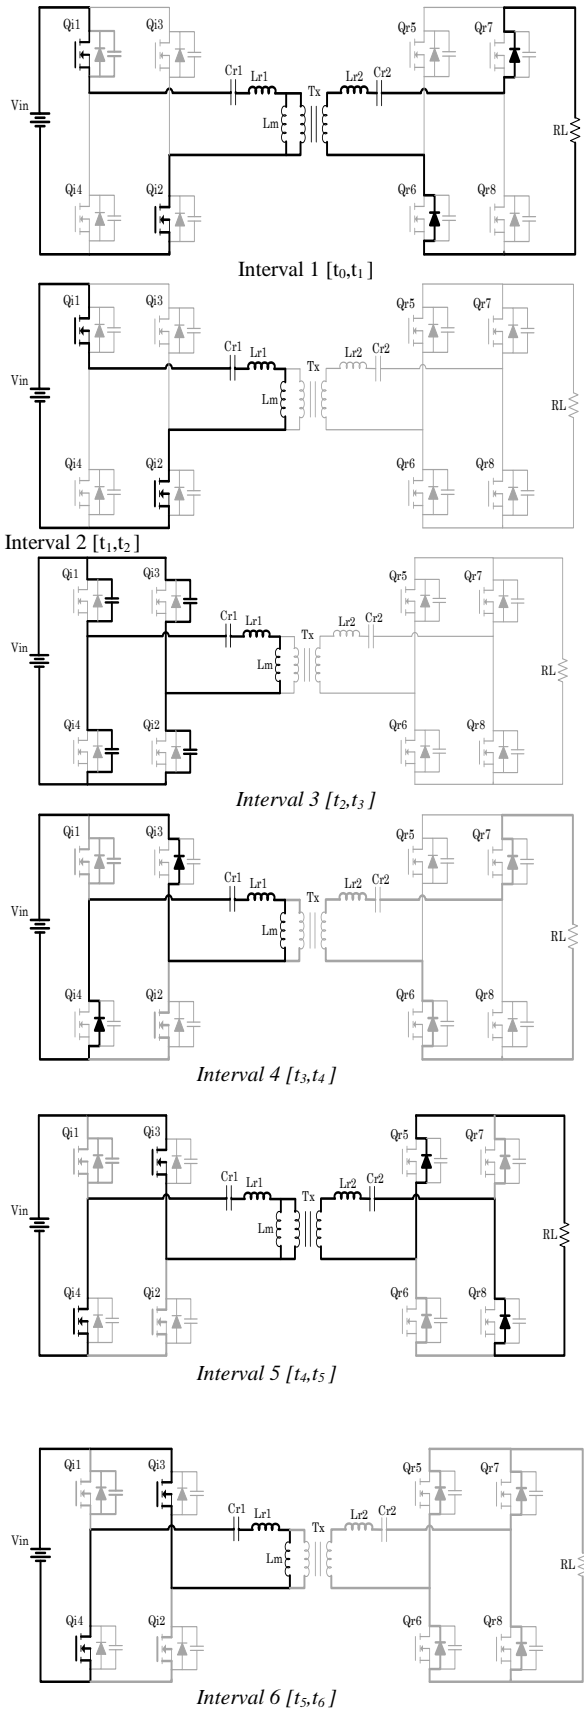 Qi1 Qi3 Qr5 Qr7
Cr1 Lr1 Tx Lr2 Cr2
Vin Lm RL
Qi4 Qi2 Qr6 Qr8
Interval 1 [t₀,t₁]
Qi1 Qi3 Qr5 Qr7
Cr1 Lr1 Tx Lr2 Cr2
Vin Lm RL
Qi4 Qi2 Qr6 Qr8
Interval 2 [t₁,t₂]
Qi1 Qi3 Qr5 Qr7
Cr1 Lr1 Tx Lr2 Cr2
Vin Lm RL
Qi4 Qi2 Qr6 Qr8
Interval 3 [t₂,t₃]
Qi1 Qi3 Qr5 Qr7
Cr1 Lr1 Tx Lr2 Cr2
Vin Lm RL
Qi4 Qi2 Qr6 Qr8
Interval 4 [t₃,t₄]
Qi1 Qi3 Qr5 Qr7
Cr1 Lr1 Tx Lr2 Cr2
Vin Lm RL
Qi4 Qi2 Qr6 Qr8
Interval 5 [t₄,t₅]
Qi1 Qi3 Qr5 Qr7
Cr1 Lr1 Tx Lr2 Cr2
Vin Lm RL
Qi4 Qi2 Qr6 Qr8
Interval 6 [t₅,t₆]